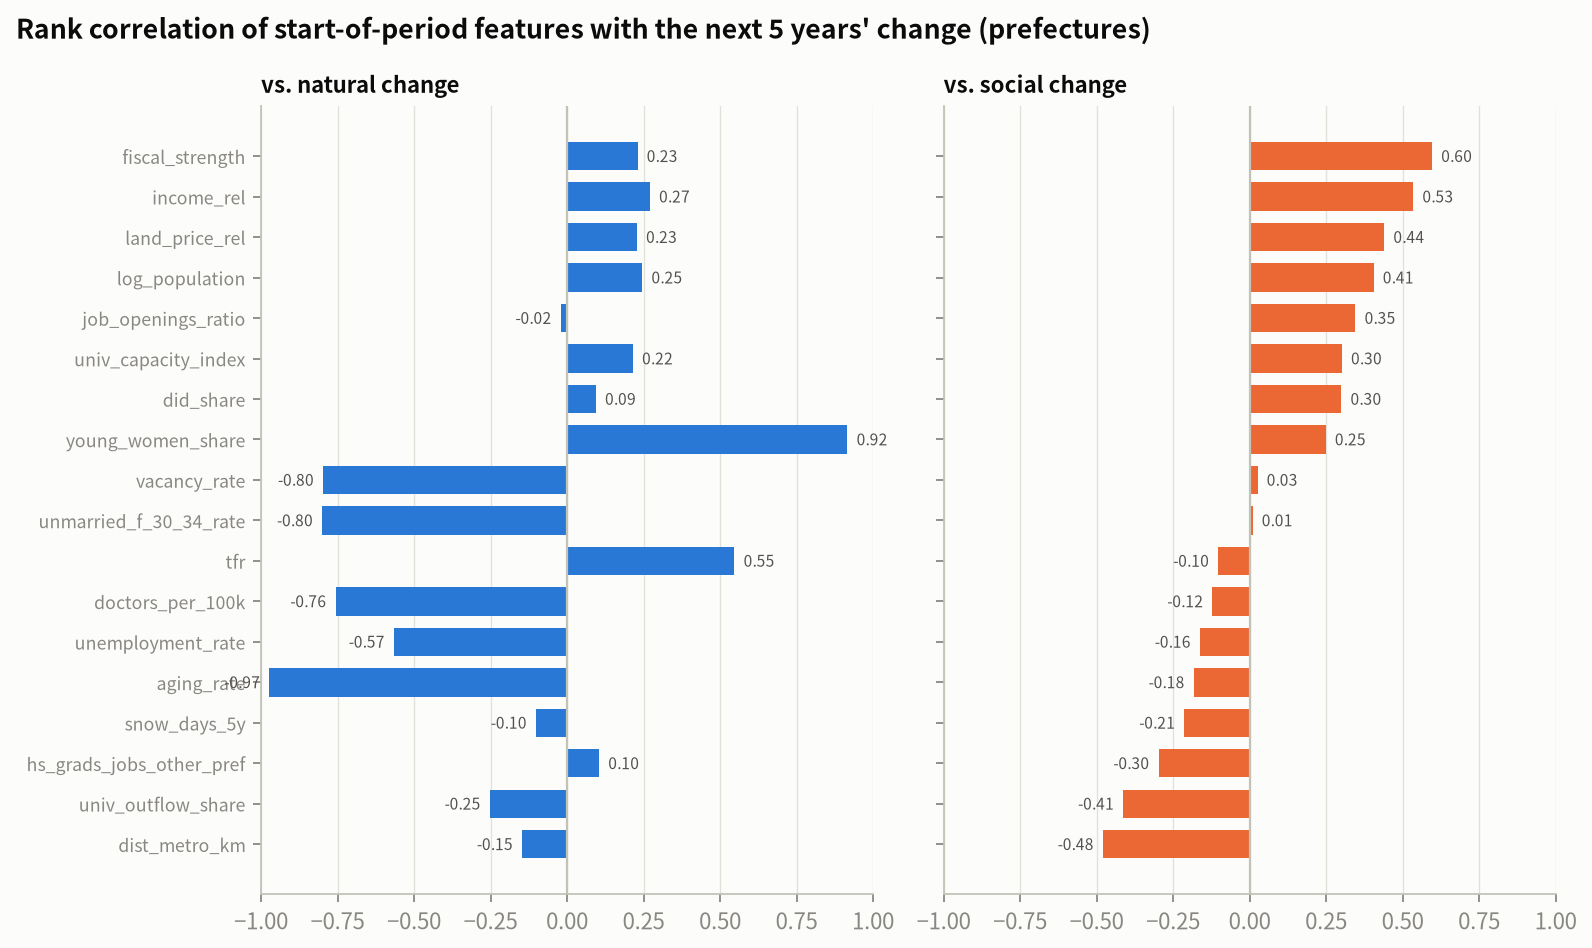 Rank correlation of start-of-period features with the next 5 years' change (prefectures)
vs. natural change
vs. social change
fiscal_strength 0.23 0.60
income_rel 0.27 0.53
land_price_rel 0.23 0.44
log_population 0.25 0.41
job_openings_ratio -0.02 0.35
univ_capacity_index 0.22 0.30
did_share 0.09 0.30
young_women_share 0.92 0.25
vacancy_rate -0.80 0.03
unmarried_f_30_34_rate -0.80 0.01
tfr 0.55 -0.10
doctors_per_100k -0.76 -0.12
unemployment_rate -0.57 -0.16
aging_rate -0.97 -0.18
snow_days_5y -0.10 -0.21
hs_grads_jobs_other_pref 0.10 -0.30
univ_outflow_share -0.25 -0.41
dist_metro_km -0.15 -0.48
−1.00 −0.75 −0.50 −0.25 0.00 0.25 0.50 0.75 1.00
−1.00 −0.75 −0.50 −0.25 0.00 0.25 0.50 0.75 1.00